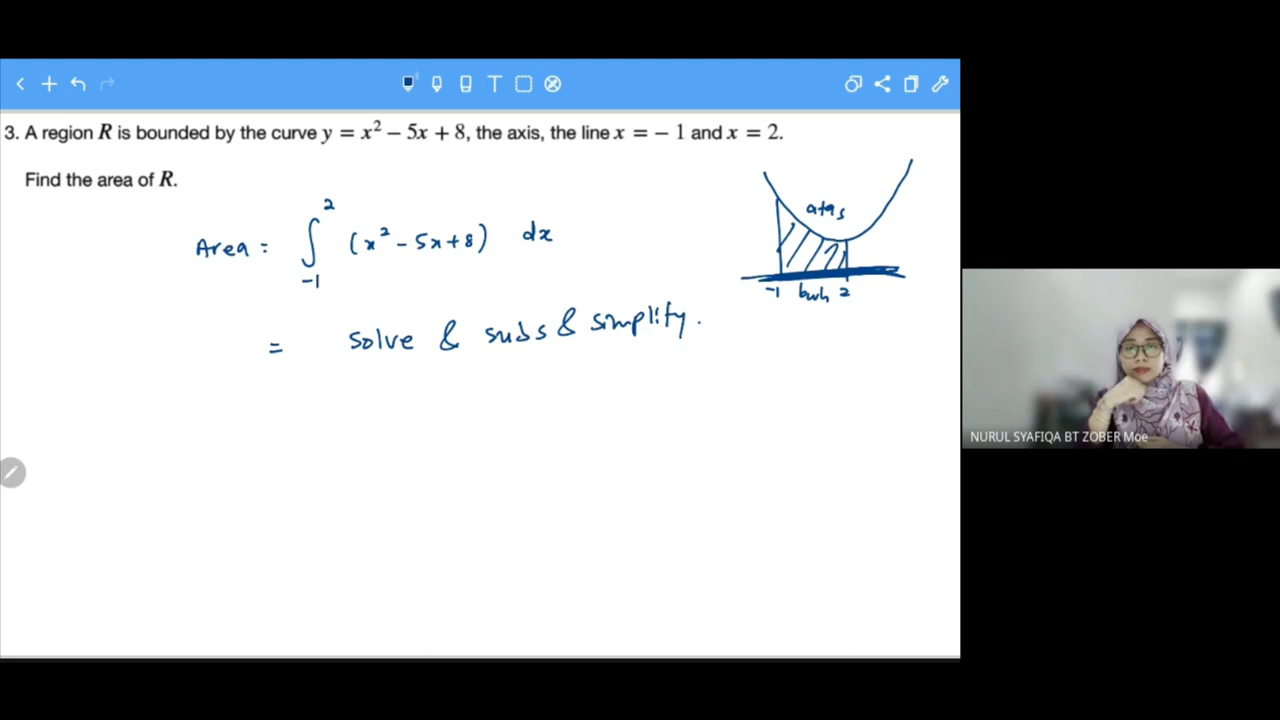 3. A region R is bounded by the curve y = x² − 5x + 8, the axis, the line x = − 1 and x = 2.
Find the area of R.
Area = ∫₋₁² (x² - 5x + 8) dx
= solve & subs & simplify.
atas
-1 bwh 2
NURUL SYAFIQA BT ZOBER Moe